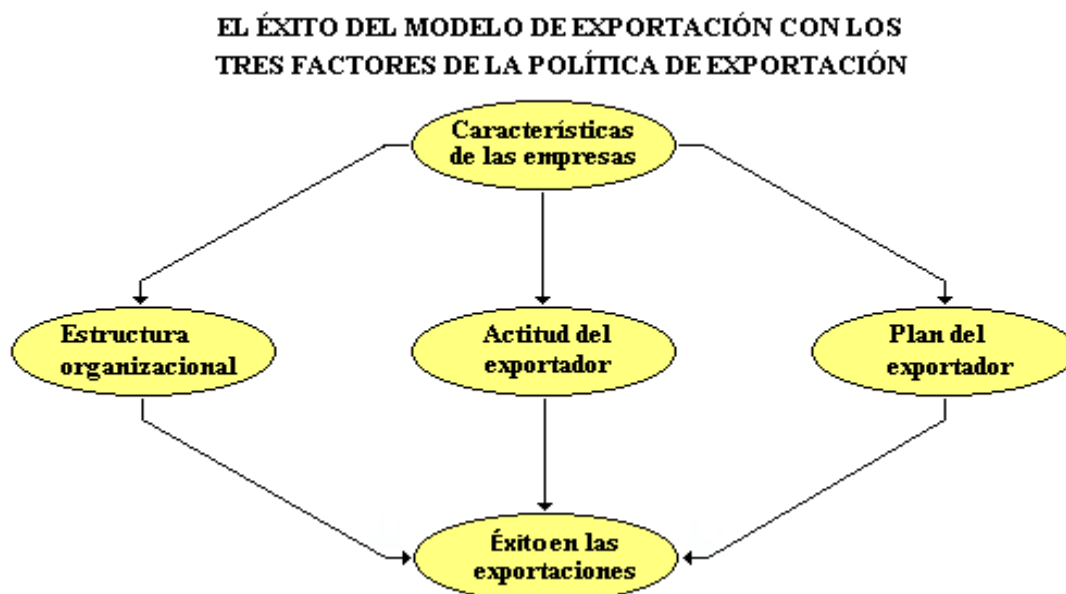 EL ÉXITO DEL MODELO DE EXPORTACIÓN CON LOS
TRES FACTORES DE LA POLÍTICA DE EXPORTACIÓN
Característicās
de las empresas
Estructura
organizacional
Actitud del
exportador
Plan del
exportador
Éxito en las
exportaciones